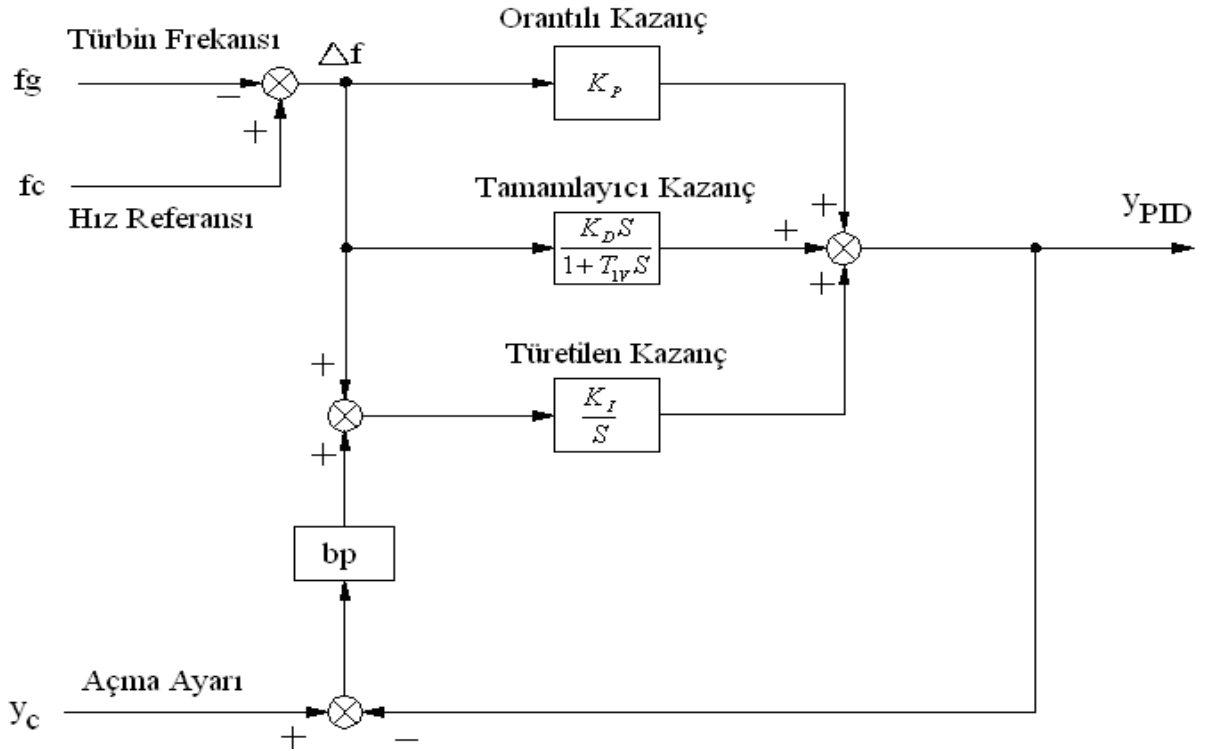 Orantılı Kazanç
Türbin Frekansı
△f
fg
−
K_P
+
fc
Hız Referansı
Tamamlayıcı Kazanç
+
y_PID
K_D S
1 + T_1V S
+
+
Türetilen Kazanç
+
K_I
S
+
bp
Açma Ayarı
y_c
+
−